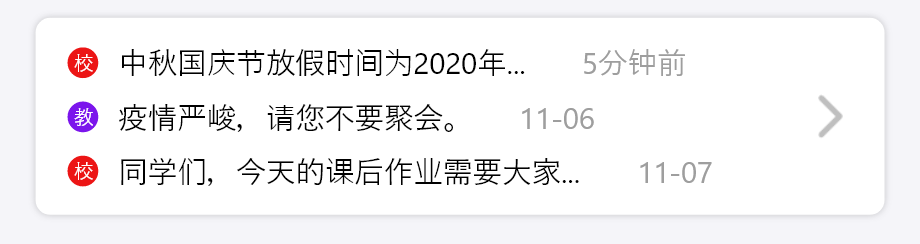 校 中秋国庆节放假时间为2020年... 5分钟前
教 疫情严峻，请您不要聚会。 11-06
校 同学们，今天的课后作业需要大家... 11-07